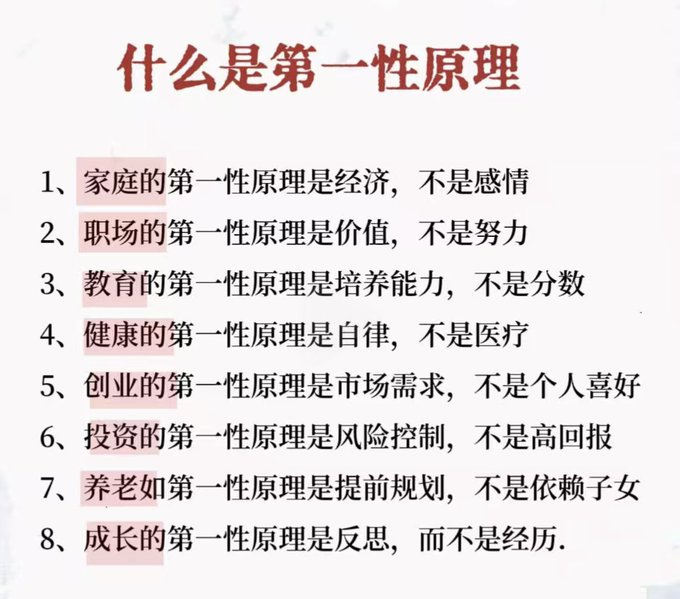 什么是第一性原理
1、家庭的第一性原理是经济，不是感情
2、职场的第一性原理是价值，不是努力
3、教育的第一性原理是培养能力，不是分数
4、健康的第一性原理是自律，不是医疗
5、创业的第一性原理是市场需求，不是个人喜好
6、投资的第一性原理是风险控制，不是高回报
7、养老如第一性原理是提前规划，不是依赖子女
8、成长的第一性原理是反思，而不是经历.